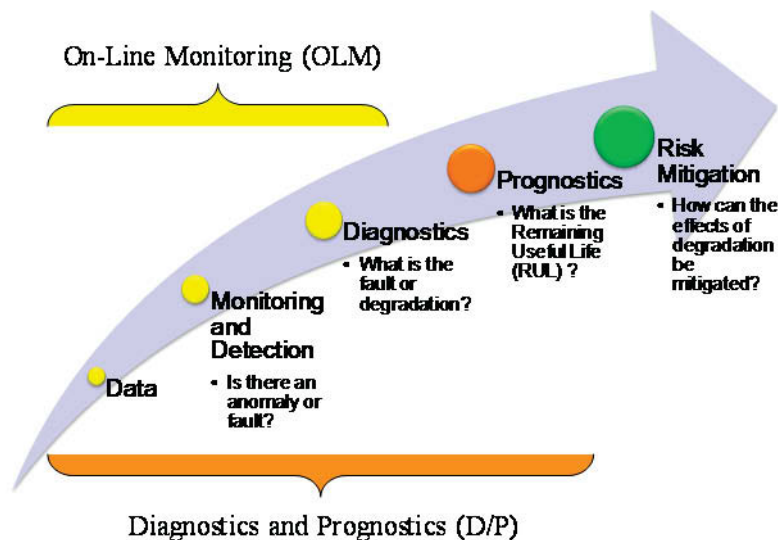 On-Line Monitoring (OLM)
Data
Monitoring
and
Detection
• Is there an
anomaly or
fault?
Diagnostics
• What is the
fault or
degradation?
Prognostics
• What is the
Remaining
Useful Life
(RUL) ?
Risk
Mitigation
• How can the
effects of
degradation
be
mitigated?
Diagnostics and Prognostics (D/P)